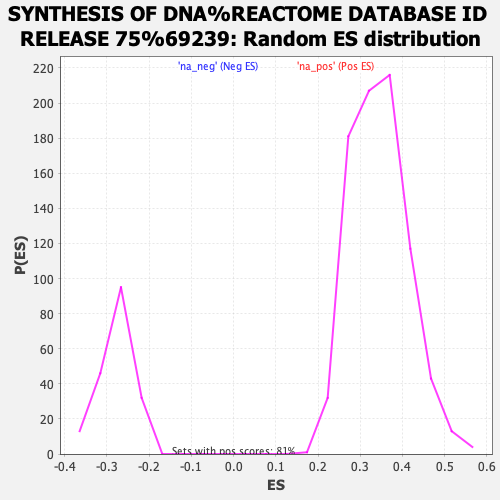 SYNTHESIS OF DNA%REACTOME DATABASE ID
RELEASE 75%69239: Random ES distribution
'na_neg' (Neg ES) 'na_pos' (Pos ES)
220
200
180
160
140
120
100
80
60
40
20
0
P(ES)
Sets with pos scores: 81%
-0.4 -0.3 -0.2 -0.1 0.0 0.1 0.2 0.3 0.4 0.5 0.6
ES